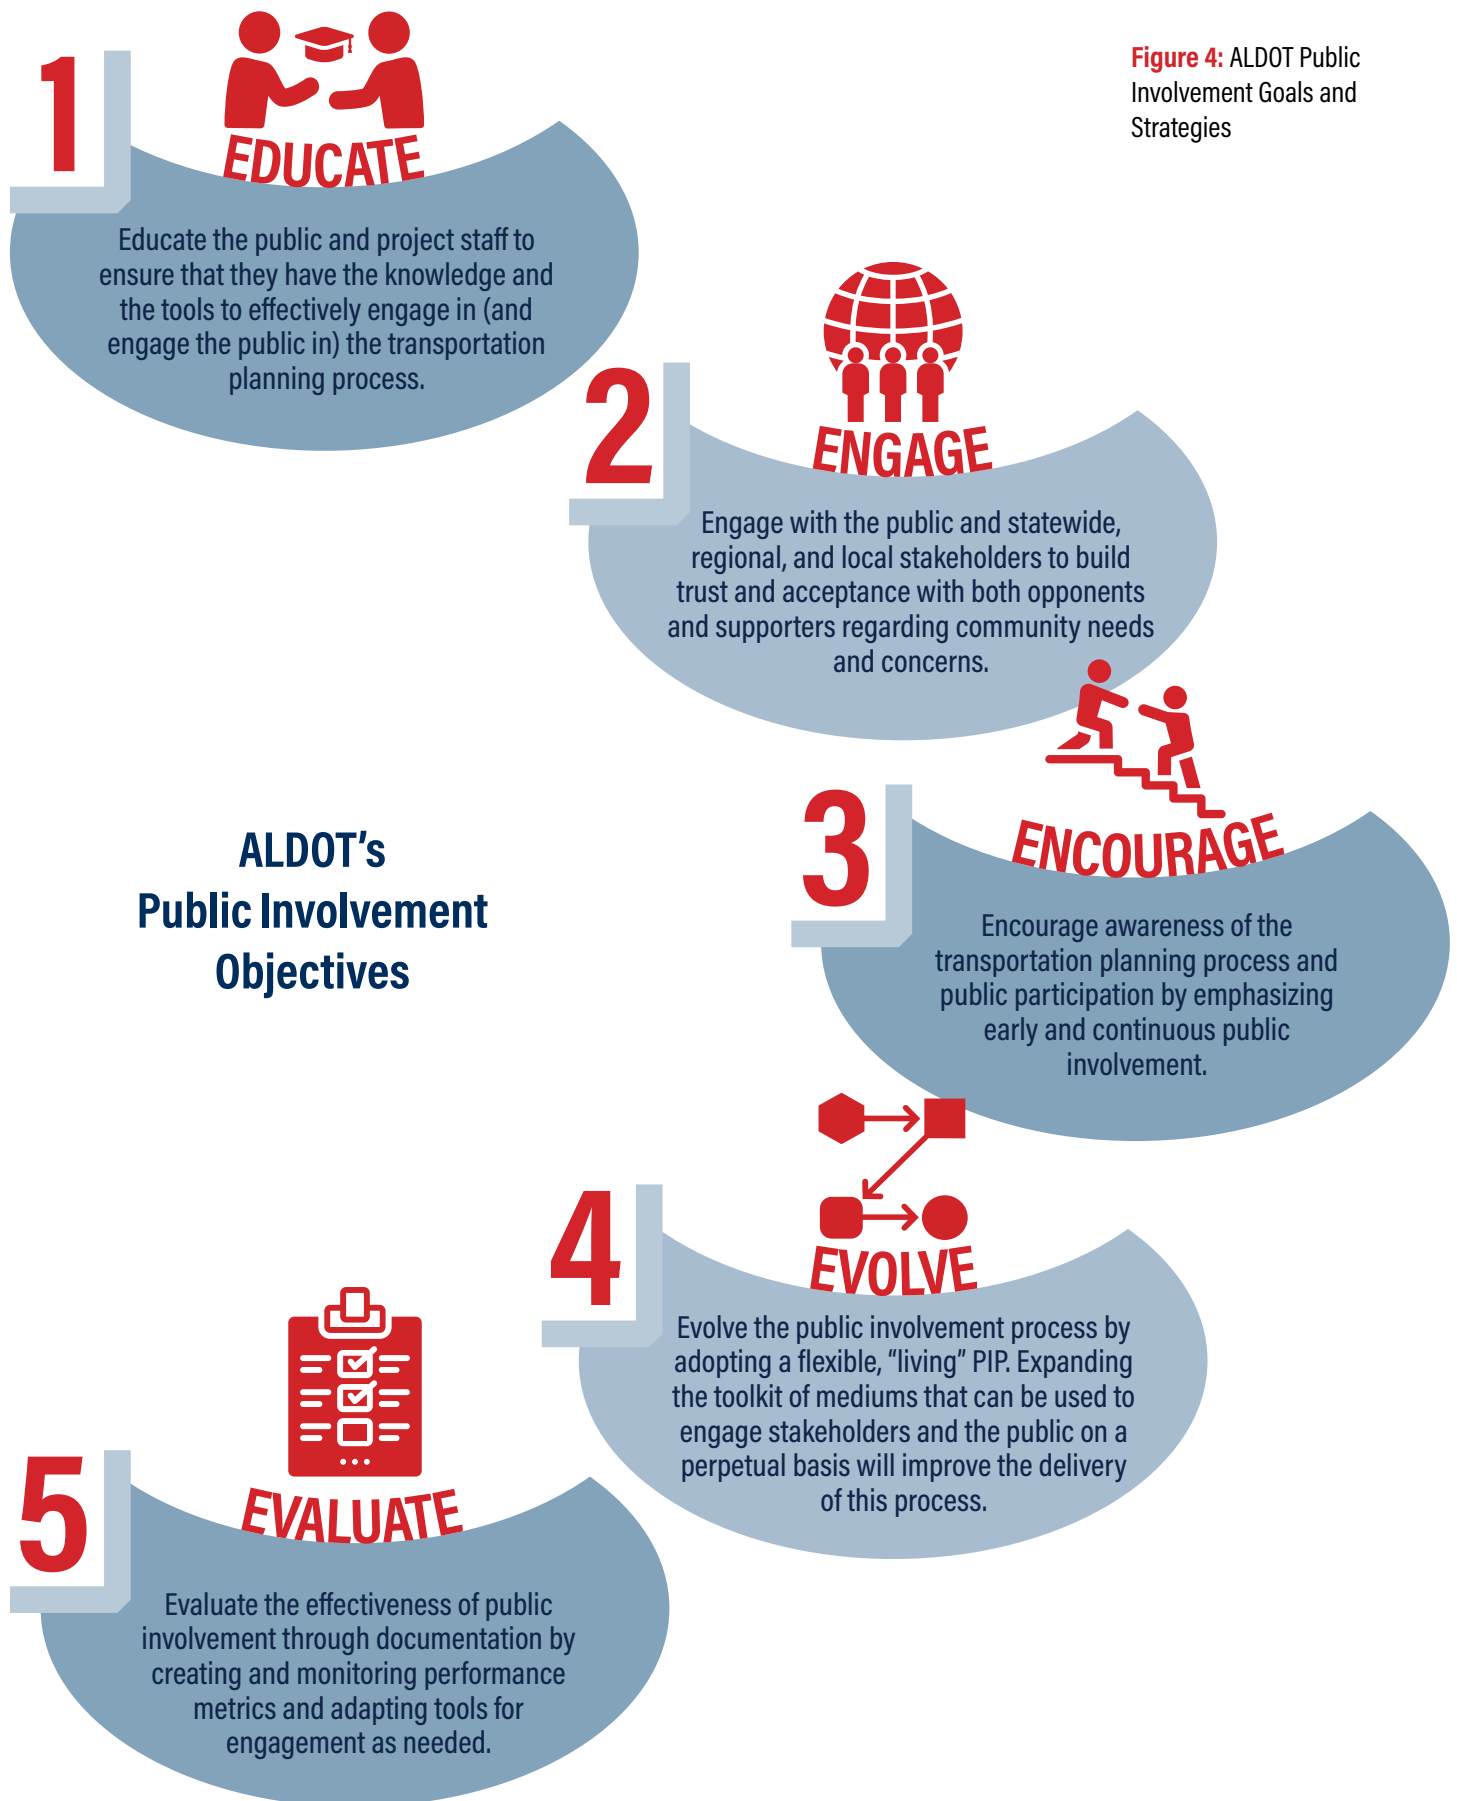 Figure 4: ALDOT Public
Involvement Goals and
Strategies
1
EDUCATE
Educate the public and project staff to
ensure that they have the knowledge and
the tools to effectively engage in (and
engage the public in) the transportation
planning process.
2
ENGAGE
Engage with the public and statewide,
regional, and local stakeholders to build
trust and acceptance with both opponents
and supporters regarding community needs
and concerns.
ALDOT's
Public Involvement
Objectives
3
ENCOURAGE
Encourage awareness of the
transportation planning process and
public participation by emphasizing
early and continuous public
involvement.
4
EVOLVE
Evolve the public involvement process by
adopting a flexible, "living" PIP. Expanding
the toolkit of mediums that can be used to
engage stakeholders and the public on a
perpetual basis will improve the delivery
of this process.
5
EVALUATE
Evaluate the effectiveness of public
involvement through documentation by
creating and monitoring performance
metrics and adapting tools for
engagement as needed.